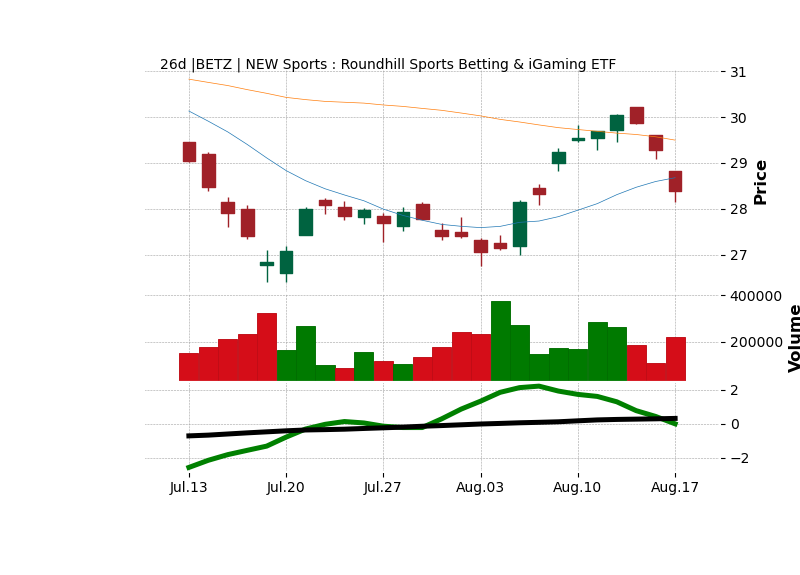 26d |BETZ | NEW Sports : Roundhill Sports Betting & iGaming ETF
31
30
29
28
27
Price
400000
200000
Volume
2
0
−2
Jul.13 Jul.20 Jul.27 Aug.03 Aug.10 Aug.17